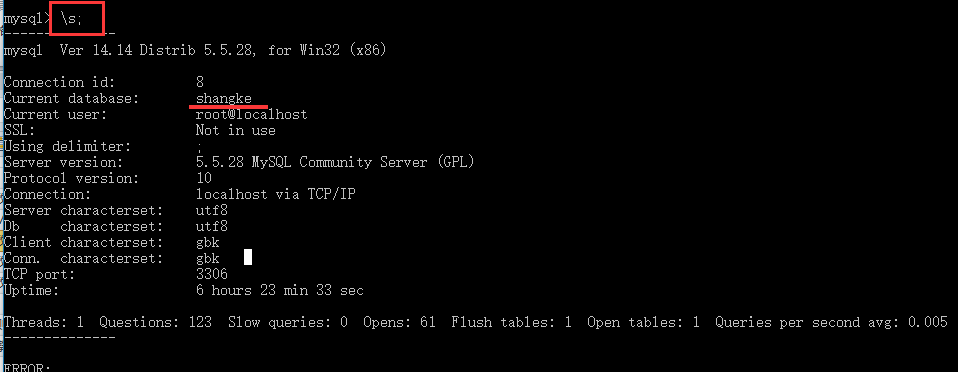 mysql> \s;
--------------
mysql  Ver 14.14 Distrib 5.5.28, for Win32 (x86)
Connection id:          8
Current database:       shangke
Current user:           root@localhost
SSL:                    Not in use
Using delimiter:        ;
Server version:         5.5.28 MySQL Community Server (GPL)
Protocol version:       10
Connection:             localhost via TCP/IP
Server characterset:    utf8
Db     characterset:    utf8
Client characterset:    gbk
Conn.  characterset:    gbk
TCP port:               3306
Uptime:                 6 hours 23 min 33 sec
Threads: 1  Questions: 123  Slow queries: 0  Opens: 61  Flush tables: 1  Open tables: 1  Queries per second avg: 0.005
--------------
ERROR: